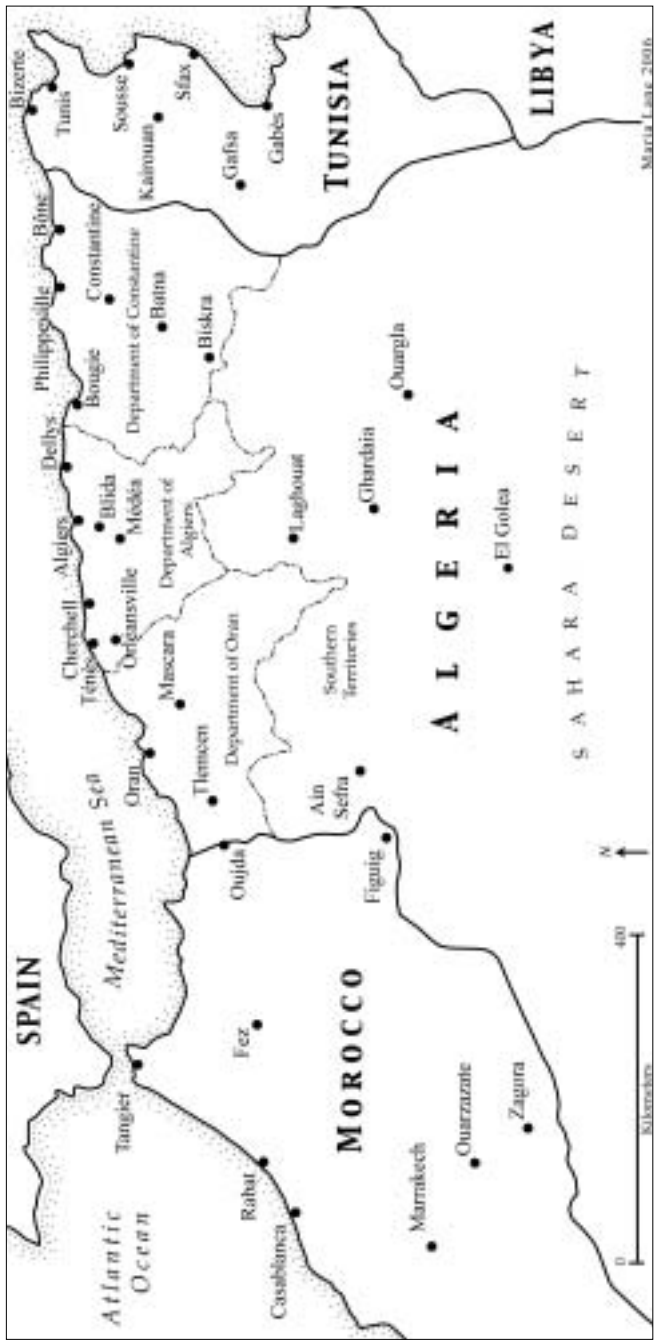 SPAIN
Atlantic
Ocean
Mediterranean Sea
Tangier
Rabat
Casablanca
Fez
MOROCCO
Marrakech
Ouarzazate
Zagora
Oujda
Figuig
Oran
Tlemcen
Mascara
Department of Oran
Ain
Sefra
Southern
Territories
Ténès
Cherchell
Orléansville
Algiers
Blida
Médéa
Department of
Algiers
Dellys
Bougie
Philippeville
Bône
Constantine
Department of Constantine
Batna
Biskra
Laghouat
Ghardaia
Ouargla
ALGERIA
El Golea
SAHARA DESERT
Bizerte
Tunis
Sousse
Kairouan
Sfax
Gafsa
Gabès
TUNISIA
LIBYA
0 400
Kilometers
N
Maria Lane 2006